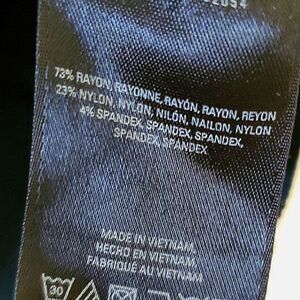 73% RAYON, RAYONNE, RAYÓN, RAYON, REYON
23% NYLON, NYLON, NILÓN, NAILON, NYLON
4% SPANDEX, SPANDEX, SPANDEX,
SPANDEX, SPANDEX
MADE IN VIETNAM
HECHO EN VIETNAM
FABRIQUÉ AU VIETNAM
30